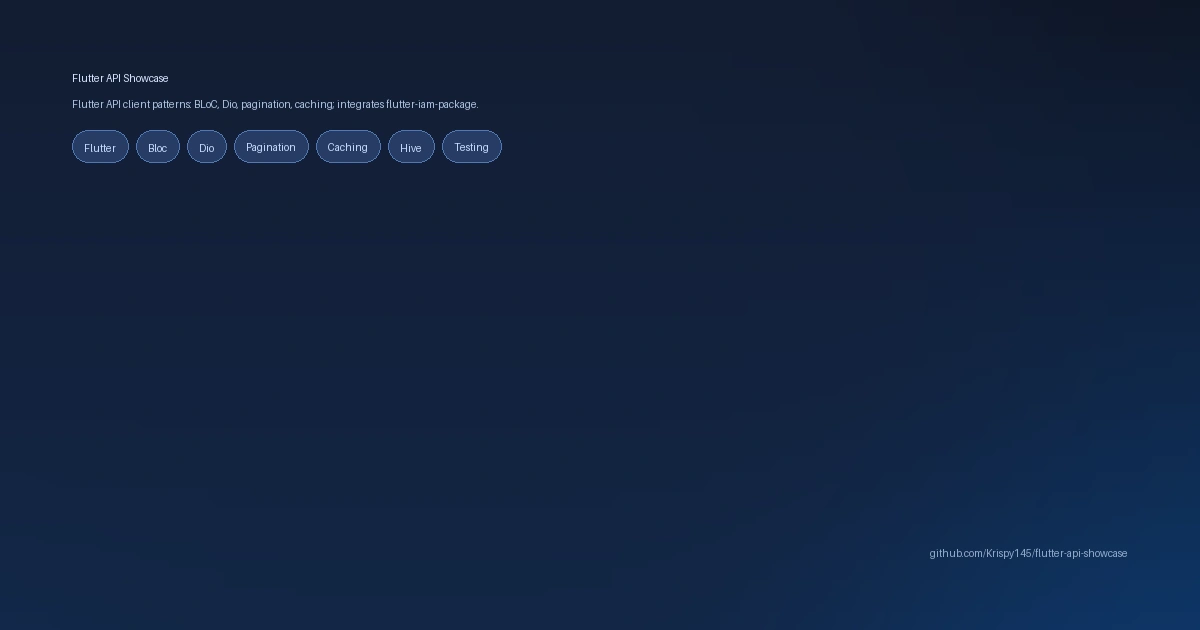 Flutter API Showcase
Flutter API client patterns: BLoC, Dio, pagination, caching; integrates flutter-iam-package.
Flutter Bloc Dio Pagination Caching Hive Testing
github.com/Krispy145/flutter-api-showcase